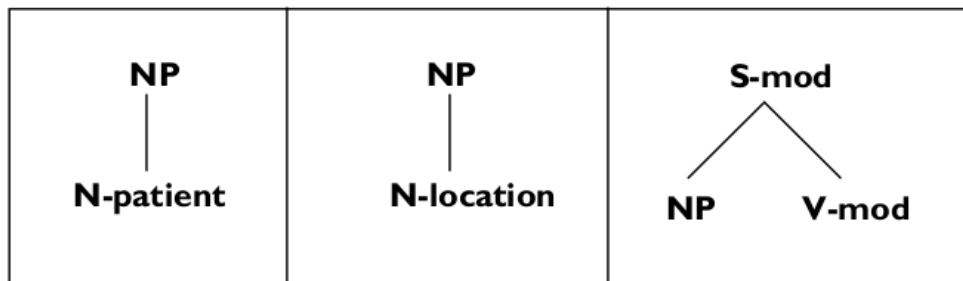 NP
N-patient
NP
N-location
S-mod
NP V-mod